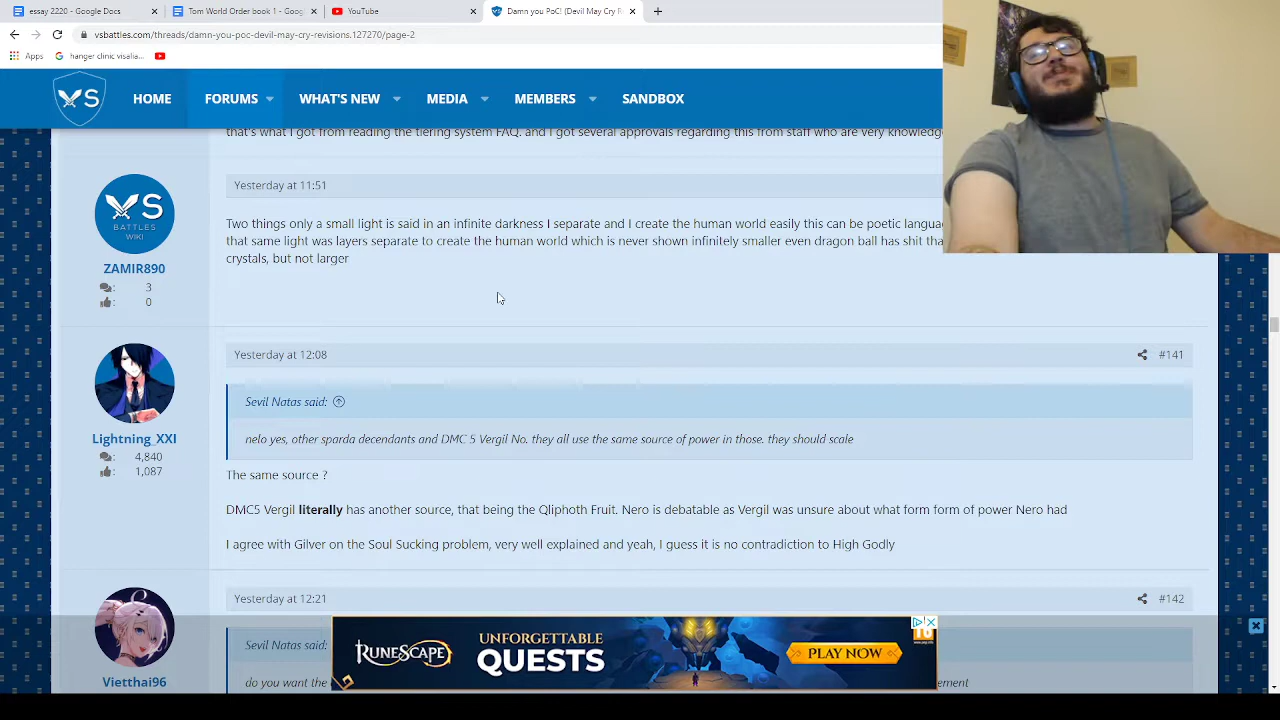 essay 2220 - Google Docs
Tom World Order book 1 - Googl
YouTube
Damn you PoC! (Devil May Cry R
vsbattles.com/threads/damn-you-poc-devil-may-cry-revisions.127270/page-2
Apps
hanger clinic visalia...
VS
HOME
FORUMS
WHAT'S NEW
MEDIA
MEMBERS
SANDBOX
that's what I got from reading the tiering system FAQ. and I got several approvals regarding this from staff who are very knowled
Yesterday at 11:51
VS
BATTLES
WIKI
ZAMIR890
3
0
Two things only a small light is said in an infinite darkness I separate and I create the human world easily this can be poetic langua
that same light was layers separate to create the human world which is never shown infinitely smaller even dragon ball has shit tha
crystals, but not larger
Yesterday at 12:08
#141
Lightning_XXI
4,840
1,087
Sevil Natas said:
nelo yes, other sparda decendants and DMC 5 Vergil No. they all use the same source of power in those. they should scale
The same source ?
DMC5 Vergil literally has another source, that being the Qliphoth Fruit. Nero is debatable as Vergil was unsure about what form form of power Nero had
I agree with Gilver on the Soul Sucking problem, very well explained and yeah, I guess it's no contradiction to High Godly
Yesterday at 12:21
#142
Vietthai96
Sevil Natas said:
do you want the
ement
RUNESCAPE
UNFORGETTABLE
QUESTS
PLAY NOW
16